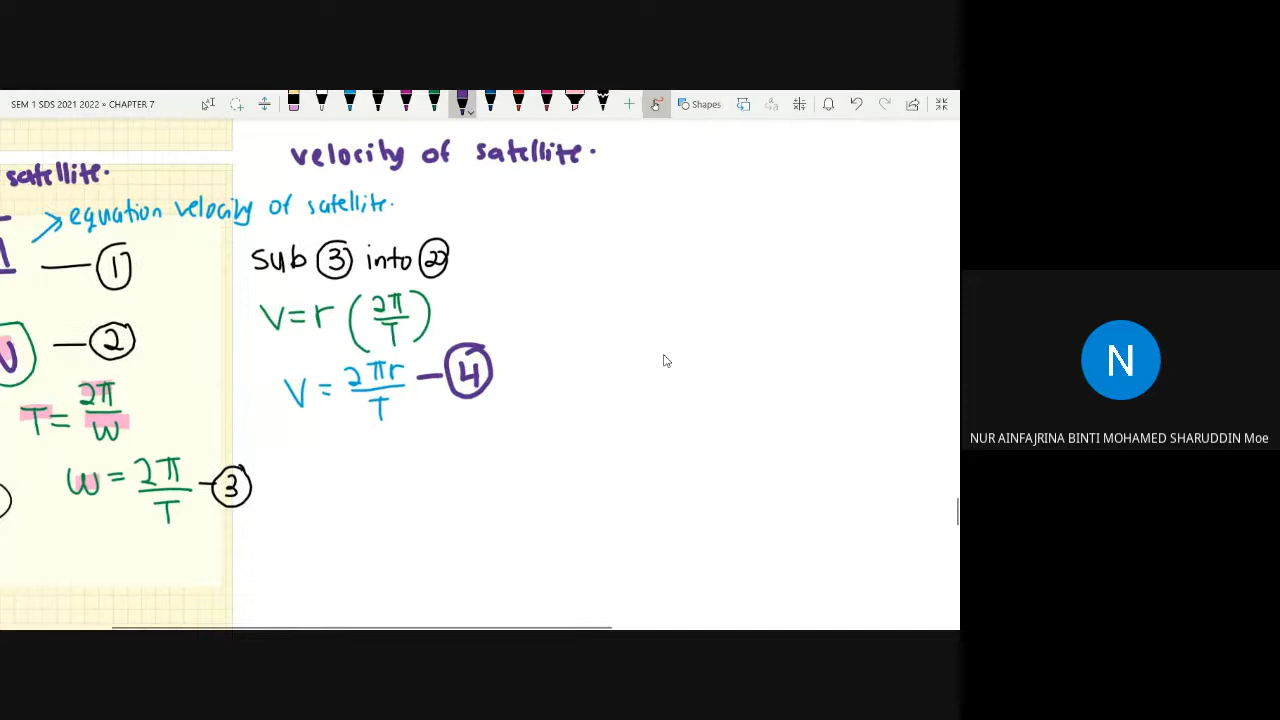 SEM 1 SDS 2021 2022 » CHAPTER 7
Shapes
velocity of satellite.
satellite.
equation velocity of satellite.
1
sub 3 into 2
V = r (2π/T)
2
V = 2πr/T - 4
T = 2π/W
W = 2π/T - 3
N
NUR AINFAJRINA BINTI MOHAMED SHARUDDIN Moe